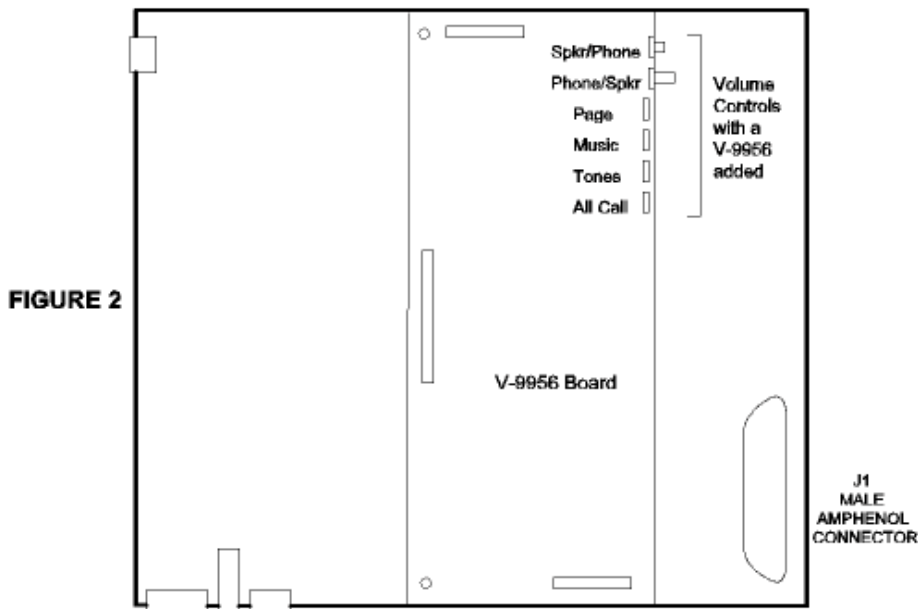 Spkr/Phone
Phone/Spkr
Page
Music
Tones
All Call
Volume
Controls
with a
V-9956
added
FIGURE 2
V-9956 Board
J1
MALE
AMPHENOL
CONNECTOR